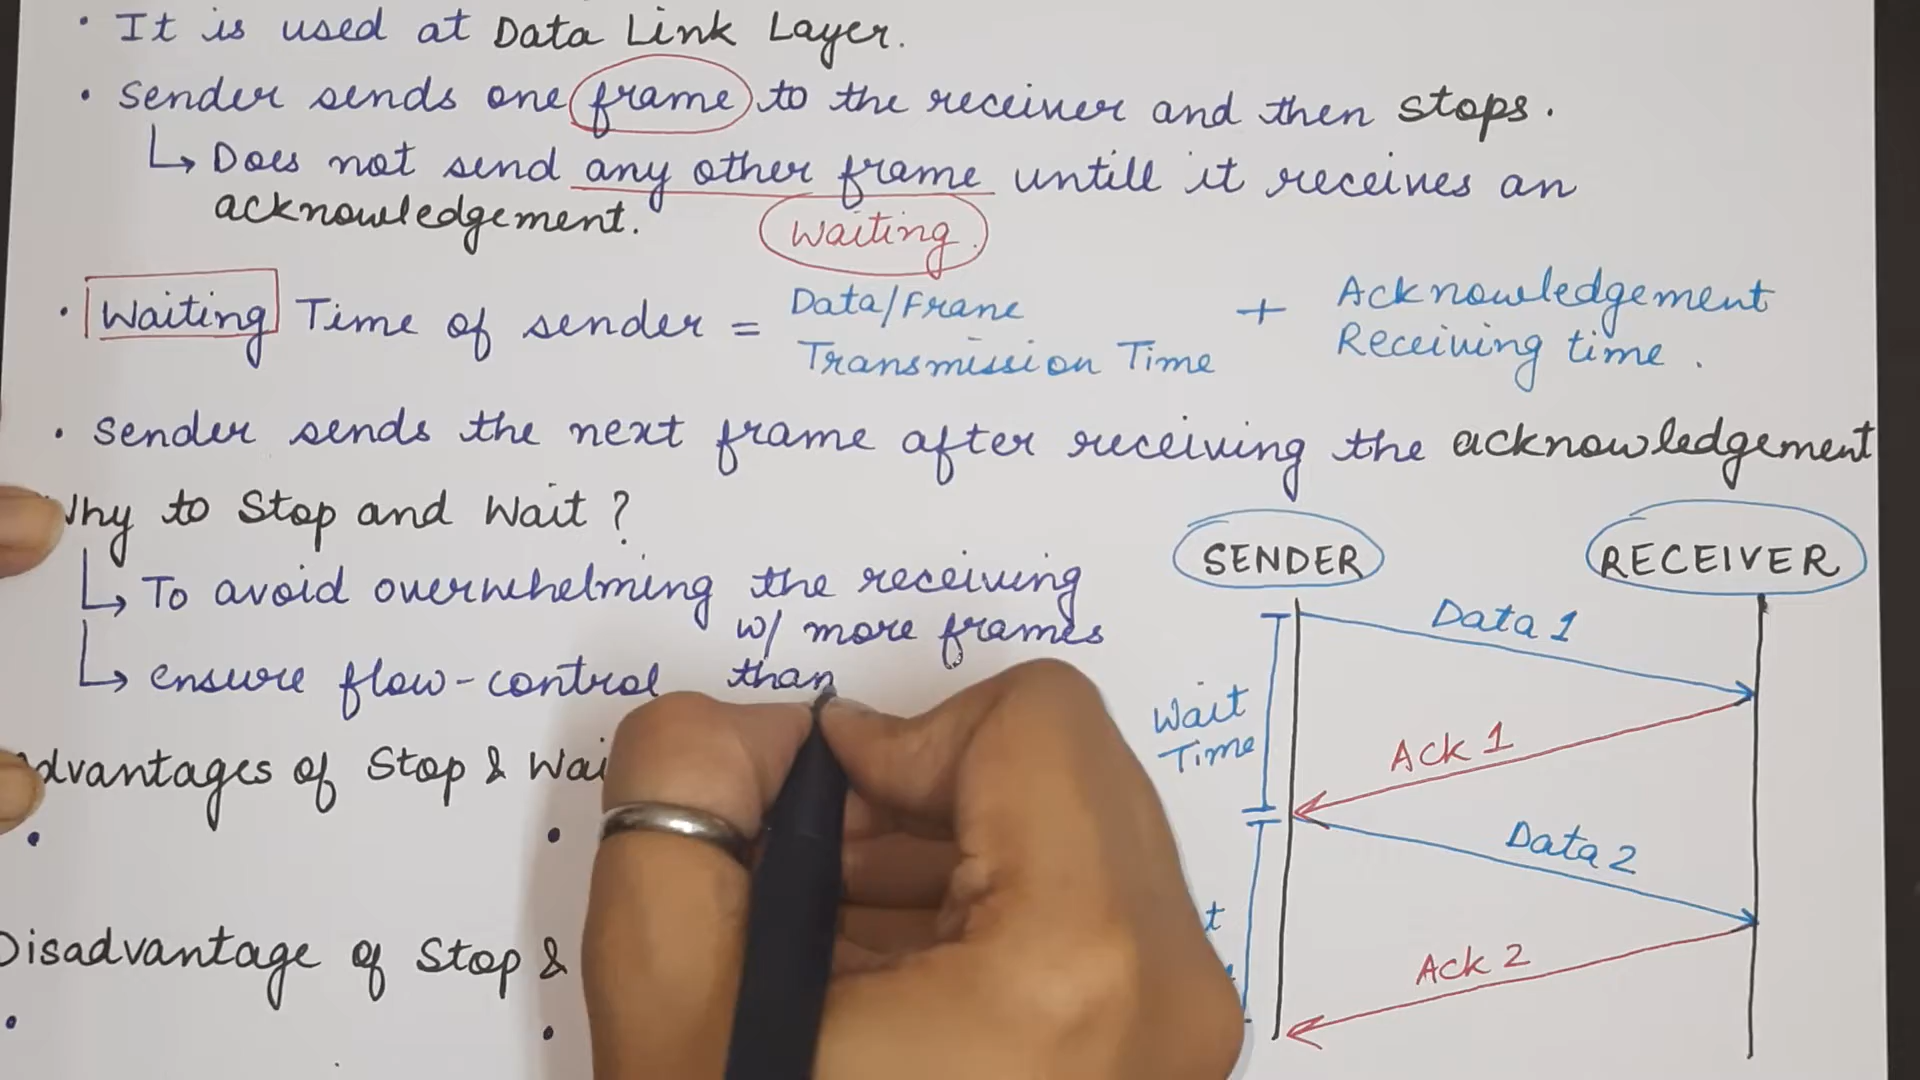 • It is used at Data Link Layer.
• Sender sends one frame to the receiver and then stops.
↳ Does not send any other frame untill it receives an
acknowledgement.
Waiting.
• Waiting Time of sender = Data/Frane Transmission Time + Acknowledgement Receiving time.
• Sender sends the next frame after receiving the acknowledgement
Why to Stop and Wait?
↳ To avoid overwhelming the receiving
w/ more frames
than
↳ ensure flow-control
Advantages of Stop & Wai
Disadvantage of Stop &
SENDER
RECEIVER
Data 1
Wait
Time
Ack 1
Data 2
t
Ack 2